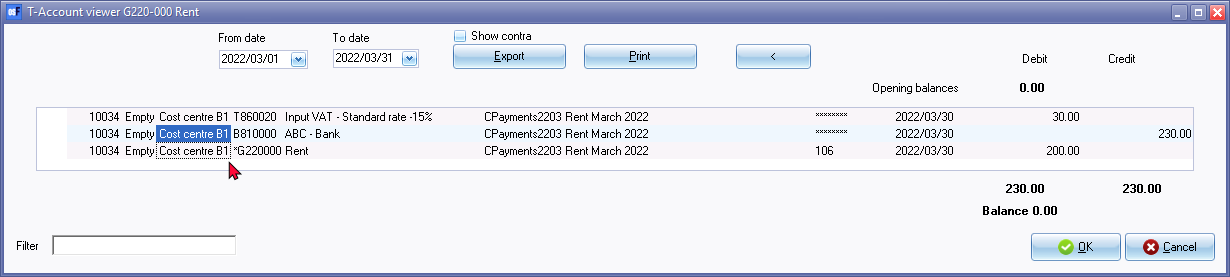 T-Account viewer G220-000 Rent
From date To date Show contra
2022/03/01 2022/03/31 Export Print < Debit Credit
Opening balances 0.00
10034 Empty Cost centre B1 T860020 Input VAT - Standard rate -15% CPayments2203 Rent March 2022 ******** 2022/03/30 30.00
10034 Empty Cost centre B1 B810000 ABC - Bank CPayments2203 Rent March 2022 ******** 2022/03/30 230.00
10034 Empty Cost centre B1 *G220000 Rent CPayments2203 Rent March 2022 106 2022/03/30 200.00
230.00 230.00
Balance 0.00
Filter OK Cancel